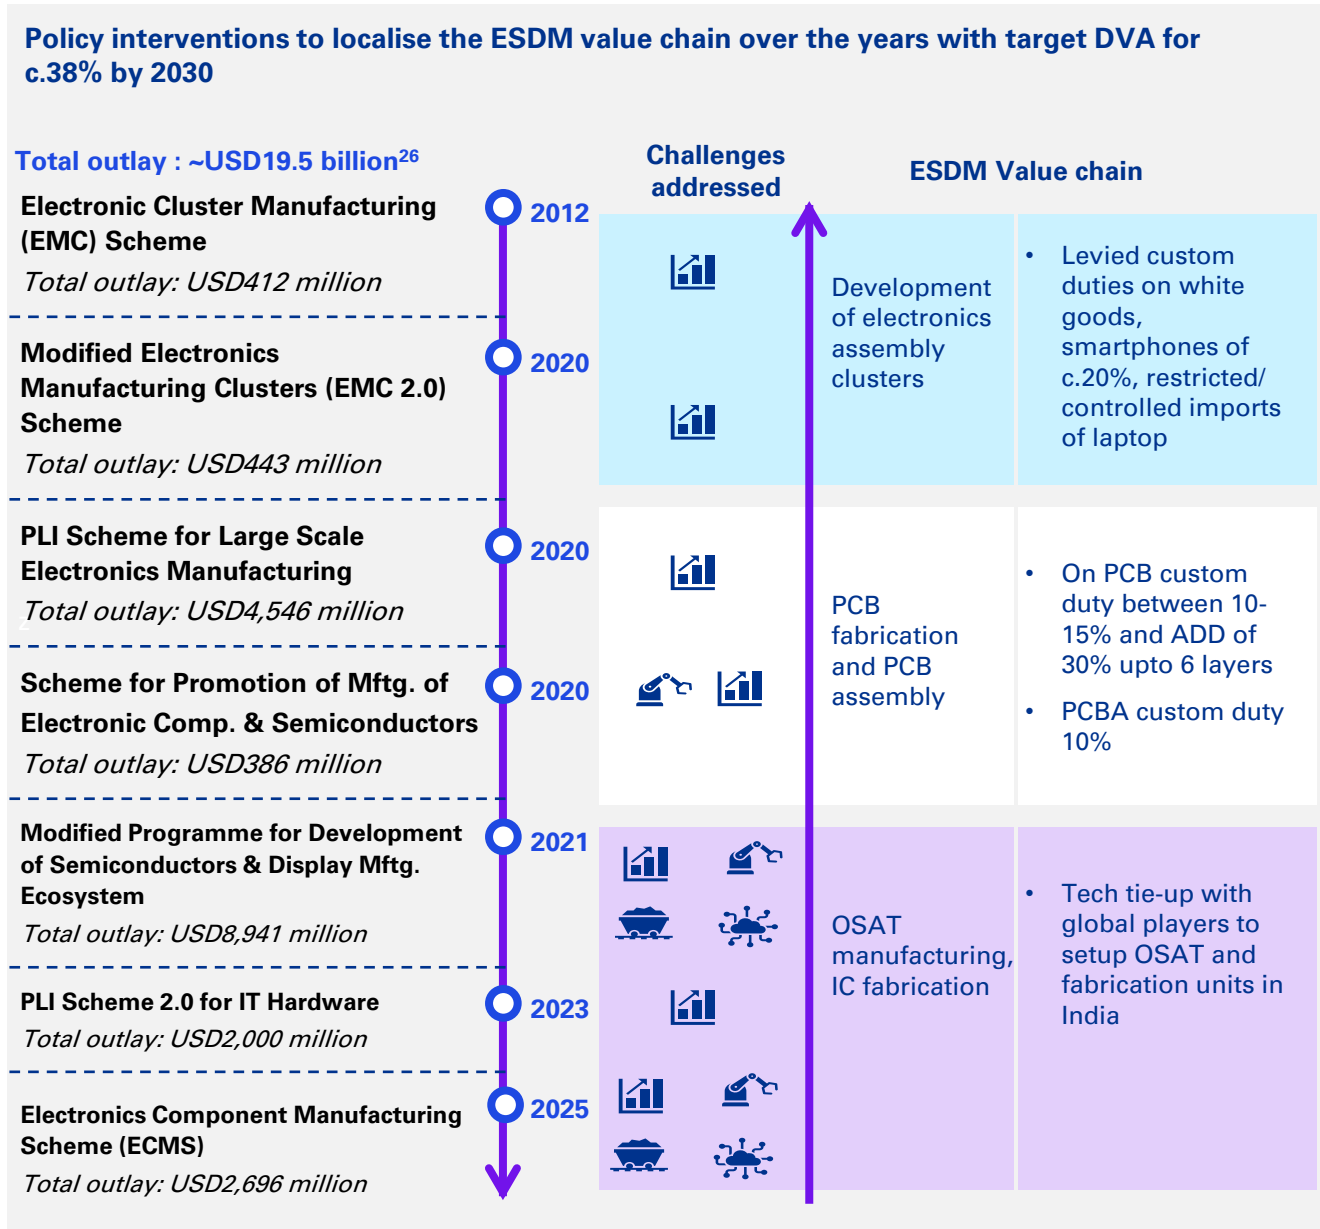 Policy interventions to localise the ESDM value chain over the years with target DVA for
c.38% by 2030
Total outlay : ~USD19.5 billion26
Challenges
addressed
ESDM Value chain
Electronic Cluster Manufacturing
(EMC) Scheme
Total outlay: USD412 million
2012
Modified Electronics
Manufacturing Clusters (EMC 2.0)
Scheme
Total outlay: USD443 million
2020
PLI Scheme for Large Scale
Electronics Manufacturing
Total outlay: USD4,546 million
z
2020
Scheme for Promotion of Mftg. of
Electronic Comp. & Semiconductors
Total outlay: USD386 million
2020
Modified Programme for Development
of Semiconductors & Display Mftg.
Ecosystem
Total outlay: USD8,941 million
2021
PLI Scheme 2.0 for IT Hardware
Total outlay: USD2,000 million
2023
Electronics Component Manufacturing
Scheme (ECMS)
Total outlay: USD2,696 million
2025
Development
of electronics
assembly
clusters
• Levied custom
duties on white
goods,
smartphones of
c.20%, restricted/
controlled imports
of laptop
PCB
fabrication
and PCB
assembly
• On PCB custom
duty between 10-
15% and ADD of
30% upto 6 layers
• PCBA custom duty
10%
OSAT
manufacturing,
IC fabrication
• Tech tie-up with
global players to
setup OSAT and
fabrication units in
India